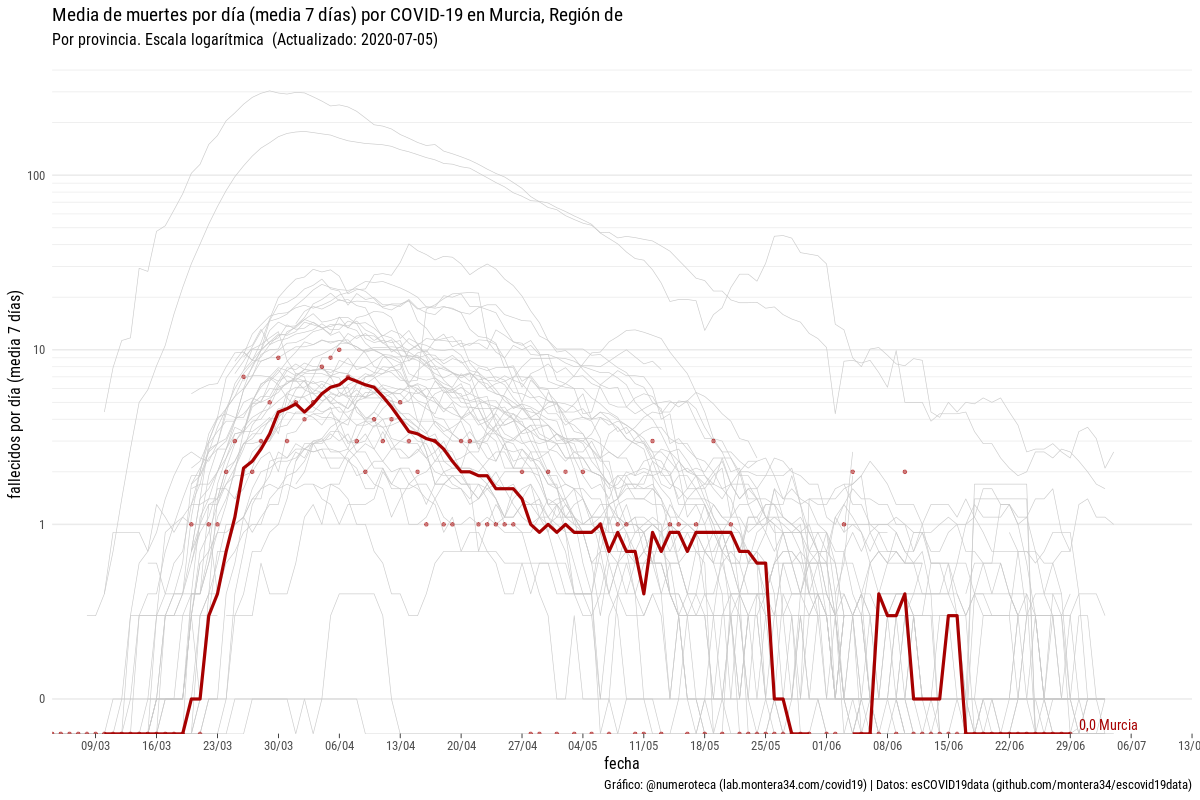 Media de muertes por día (media 7 días) por COVID-19 en Murcia, Región de
Por provincia. Escala logarítmica  (Actualizado: 2020-07-05)
fallecidos por día (media 7 días)
100
10
1
0
0,0 Murcia
09/03 16/03 23/03 30/03 06/04 13/04 20/04 27/04 04/05 11/05 18/05 25/05 01/06 08/06 15/06 22/06 29/06 06/07 13/0
fecha
Gráfico: @numeroteca (lab.montera34.com/covid19) | Datos: esCOVID19data (github.com/montera34/escovid19data)